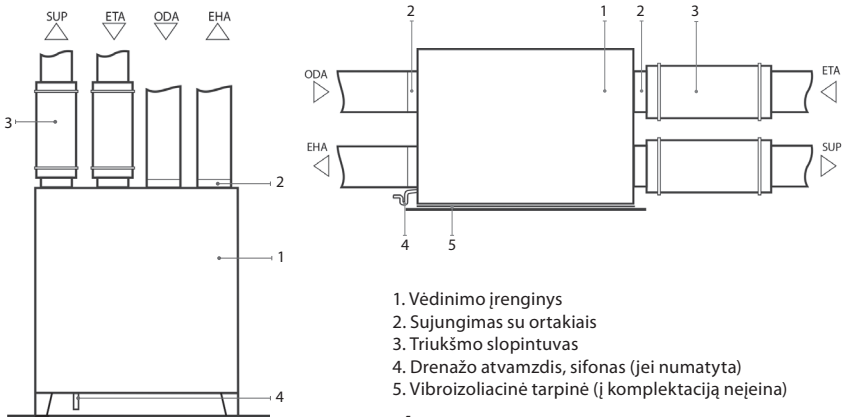 SUP ETA ODA EHA
3
2
1
4
2 1 2 3
ODA
ETA
EHA
SUP
4 5
1. Vėdinimo įrenginys
2. Sujungimas su ortakiais
3. Triukšmo slopintuvas
4. Drenažo atvamzdis, sifonas (jei numatyta)
5. Vibroizoliacinė tarpinė (į komplektaciją neįeina)